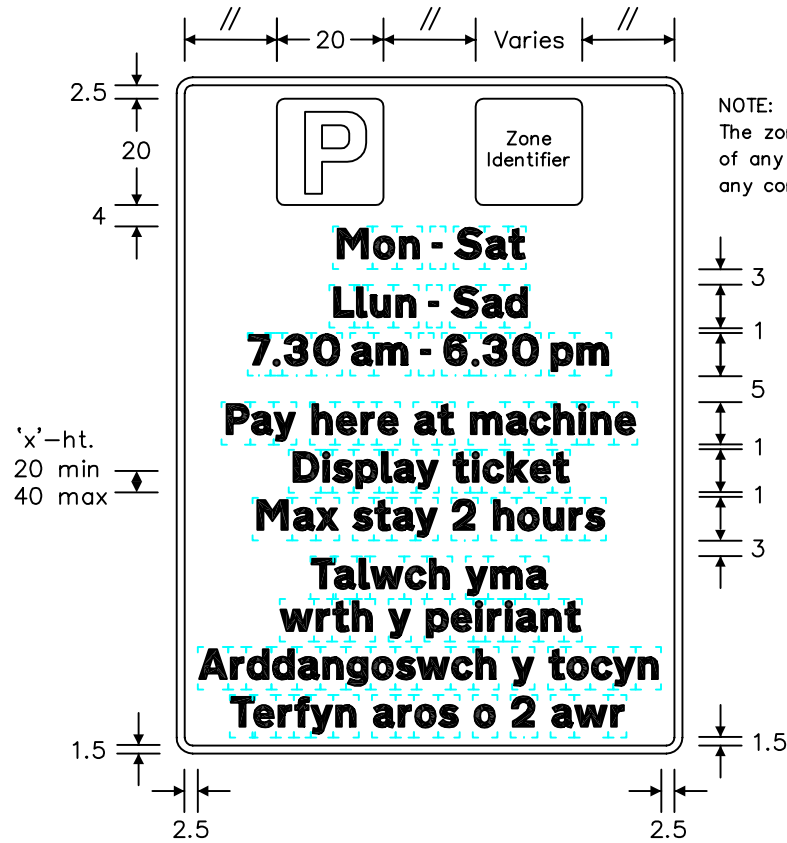 //
//
//
20
Varies
2.5
20
4
P
Zone
Identifier
NOTE:
The zon
of any
any con
Mon - Sat
Llun - Sad
7.30 am - 6.30 pm
Pay here at machine
Display ticket
Max stay 2 hours
Talwch yma
wrth y peiriant
Arddangoswch y tocyn
Terfyn aros o 2 awr
'x'-ht.
20 min
40 max
3
1
5
1
1
3
1.5
1.5
2.5
2.5